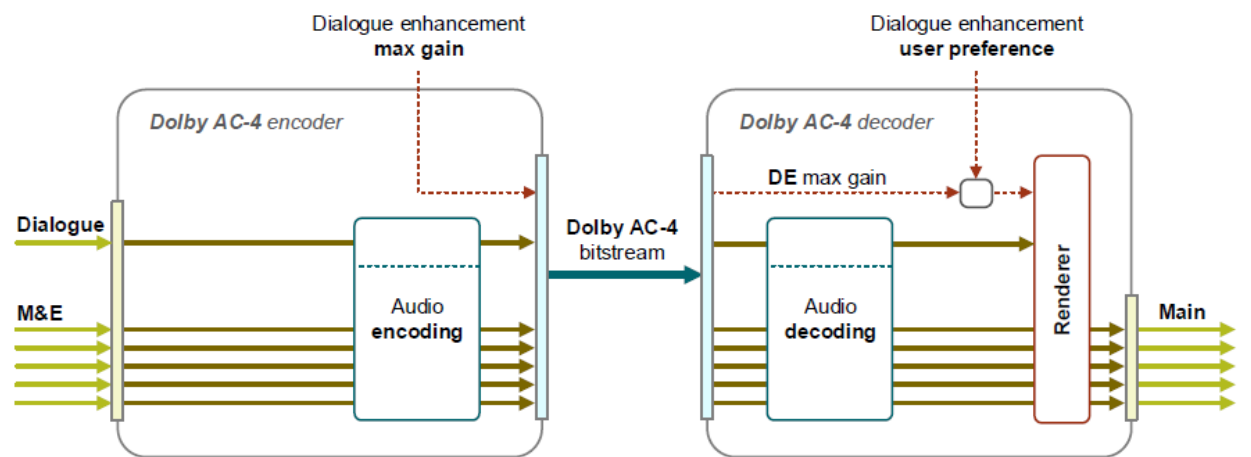 Dialogue enhancement
max gain
Dialogue enhancement
user preference
Dolby AC-4 encoder
Dolby AC-4 decoder
DE max gain
Dialogue
Dolby AC-4
bitstream
M&E
Audio
encoding
Audio
decoding
Renderer
Main